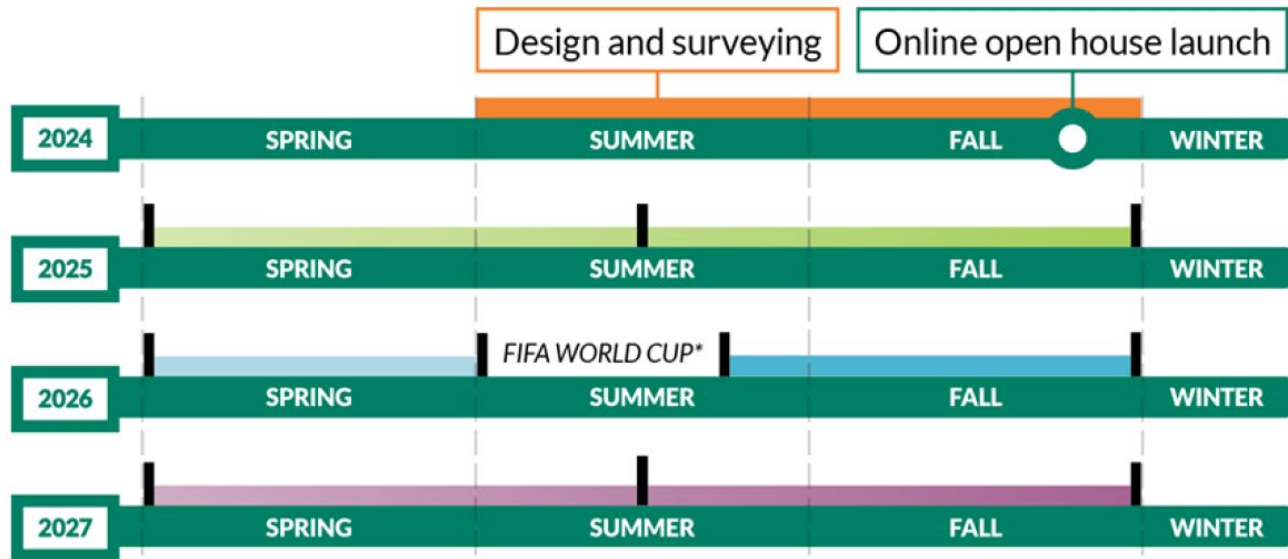 Design and surveying
Online open house launch
2024 SPRING SUMMER FALL WINTER
2025 SPRING SUMMER FALL WINTER
FIFA WORLD CUP*
2026 SPRING SUMMER FALL WINTER
2027 SPRING SUMMER FALL WINTER